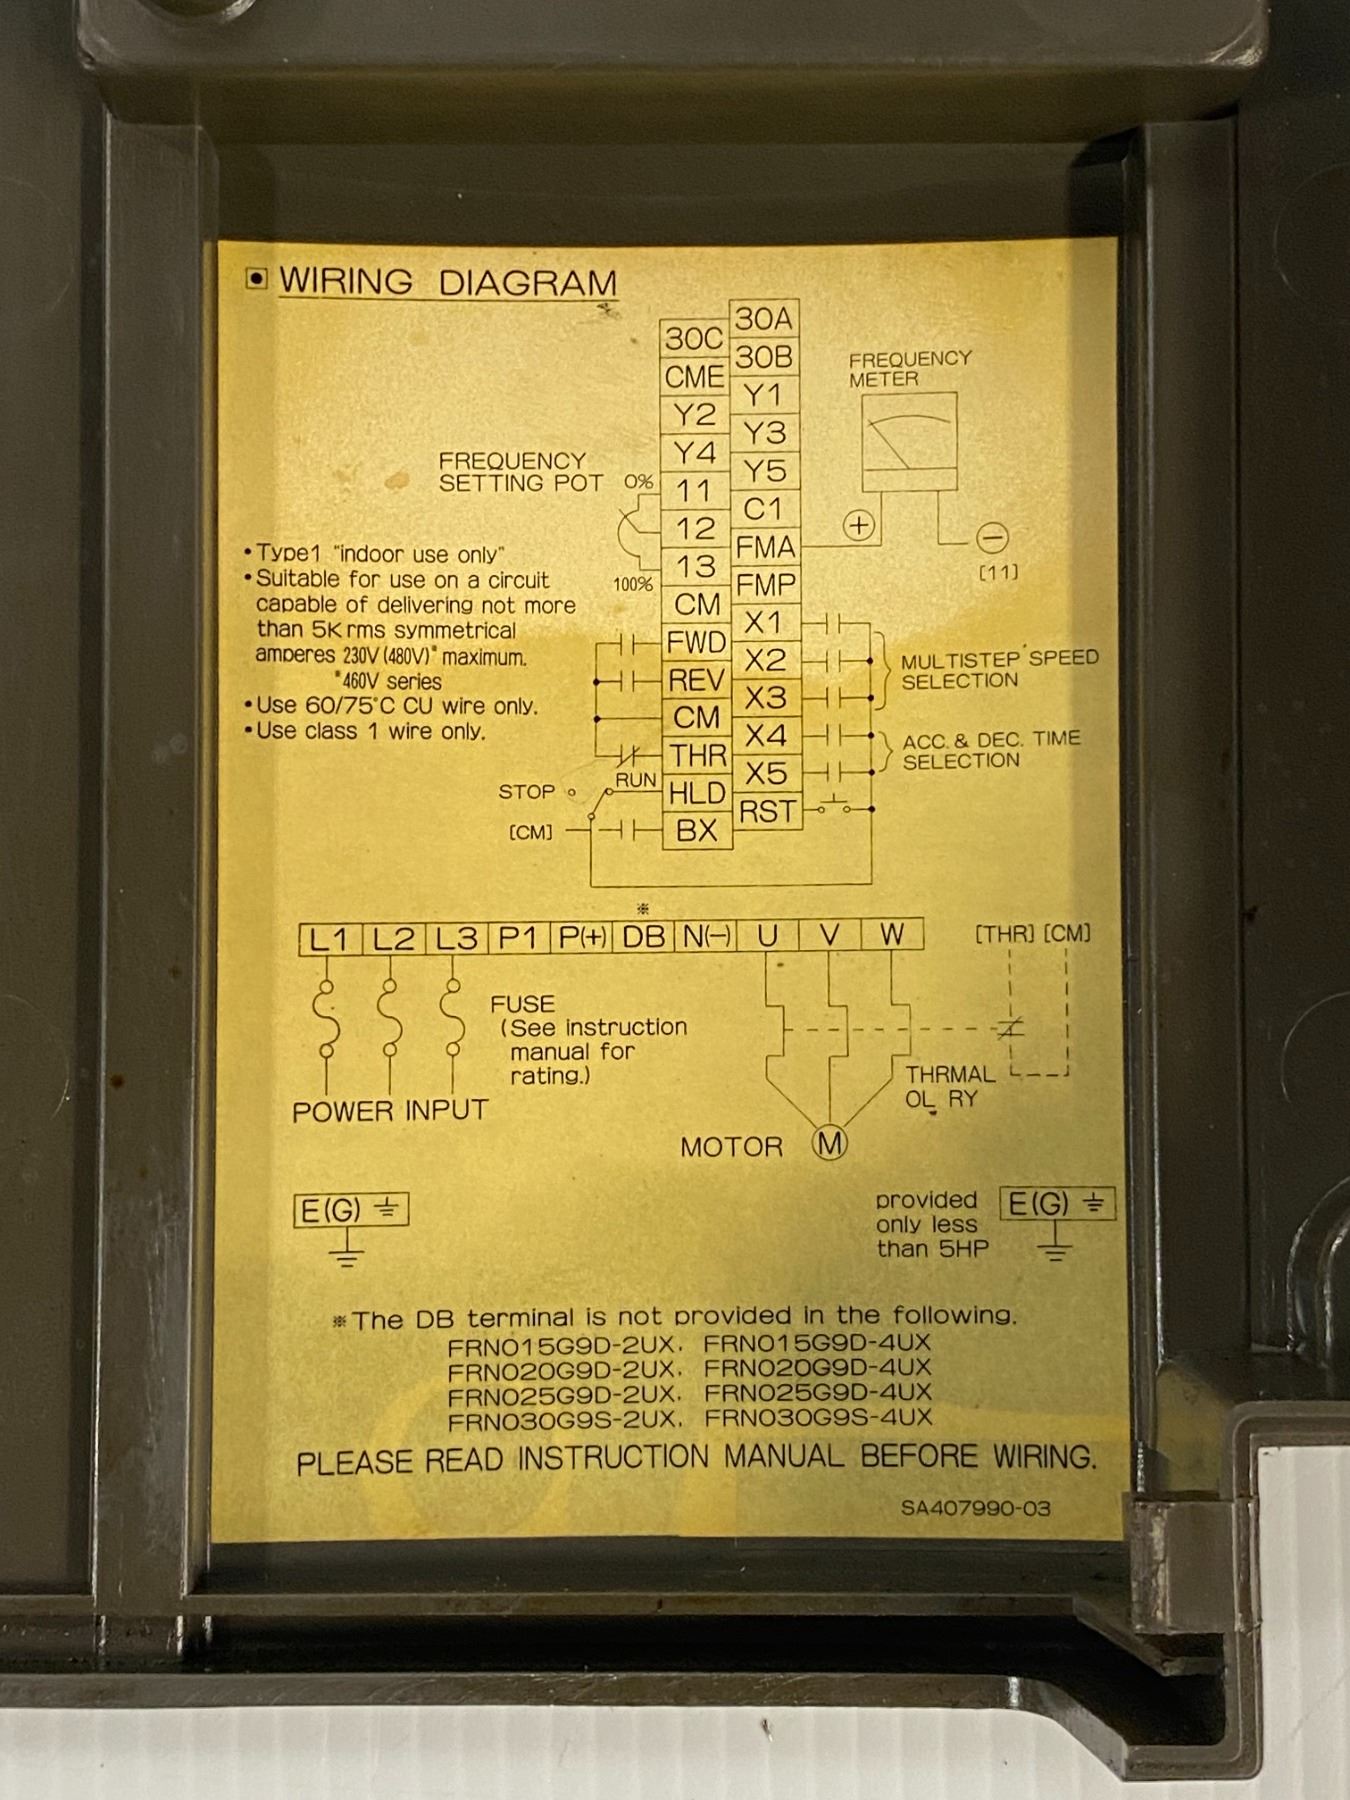 WIRING DIAGRAM
30A
30C
30B
CME
Y1
Y2
Y3
Y4
Y5
11
C1
12
FMA
13
FMP
CM
X1
FWD
X2
REV
X3
CM
X4
THR
X5
HLD
RST
BX
FREQUENCY
METER
+
−
[11]
FREQUENCY
SETTING POT
0%
100%
•Type1 "indoor use only"
•Suitable for use on a circuit
capable of delivering not more
than 5K rms symmetrical
amperes 230V (480V)* maximum.
*460V series
•Use 60/75°C CU wire only.
•Use class 1 wire only.
MULTISTEP SPEED
SELECTION
ACC. & DEC. TIME
SELECTION
STOP
RUN
[CM]
※
L1 L2 L3 P1 P(+) DB N(−) U V W
[THR] [CM]
FUSE
(See instruction
manual for
rating.)
POWER INPUT
THRMAL
OL RY
MOTOR
M
E(G)
provided
only less
than 5HP
E(G)
※The DB terminal is not provided in the following.
FRN015G9D-2UX, FRN015G9D-4UX
FRN020G9D-2UX, FRN020G9D-4UX
FRN025G9D-2UX, FRN025G9D-4UX
FRN030G9S-2UX, FRN030G9S-4UX
PLEASE READ INSTRUCTION MANUAL BEFORE WIRING.
SA407990-03